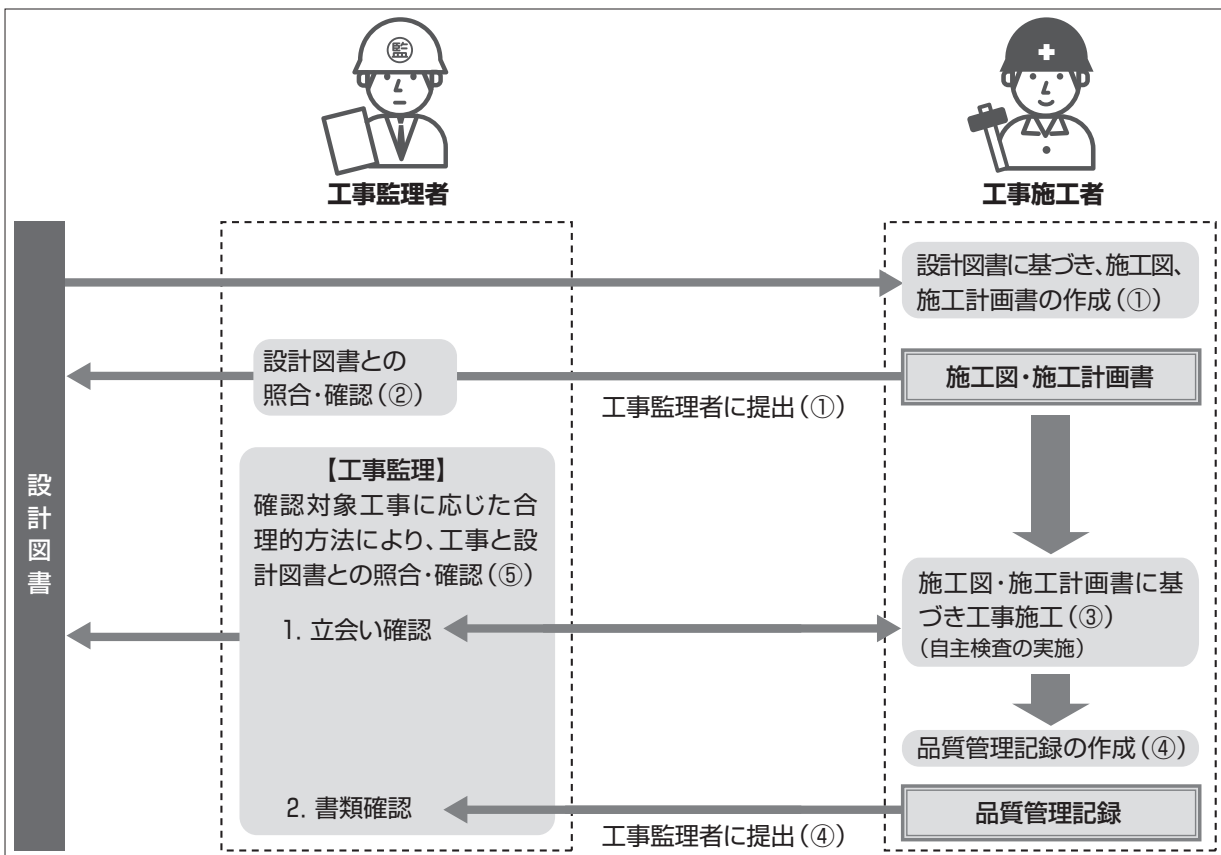 監
工事監理者
工事施工者
設計図書
設計図書に基づき、施工図、
施工計画書の作成(①)
設計図書との
照合・確認(②)
施工図・施工計画書
工事監理者に提出(①)
【工事監理】
確認対象工事に応じた合
理的方法により、工事と設
計図書との照合・確認(⑤)
1. 立会い確認
施工図・施工計画書に基
づき工事施工(③)
(自主検査の実施)
品質管理記録の作成(④)
2. 書類確認
品質管理記録
工事監理者に提出(④)